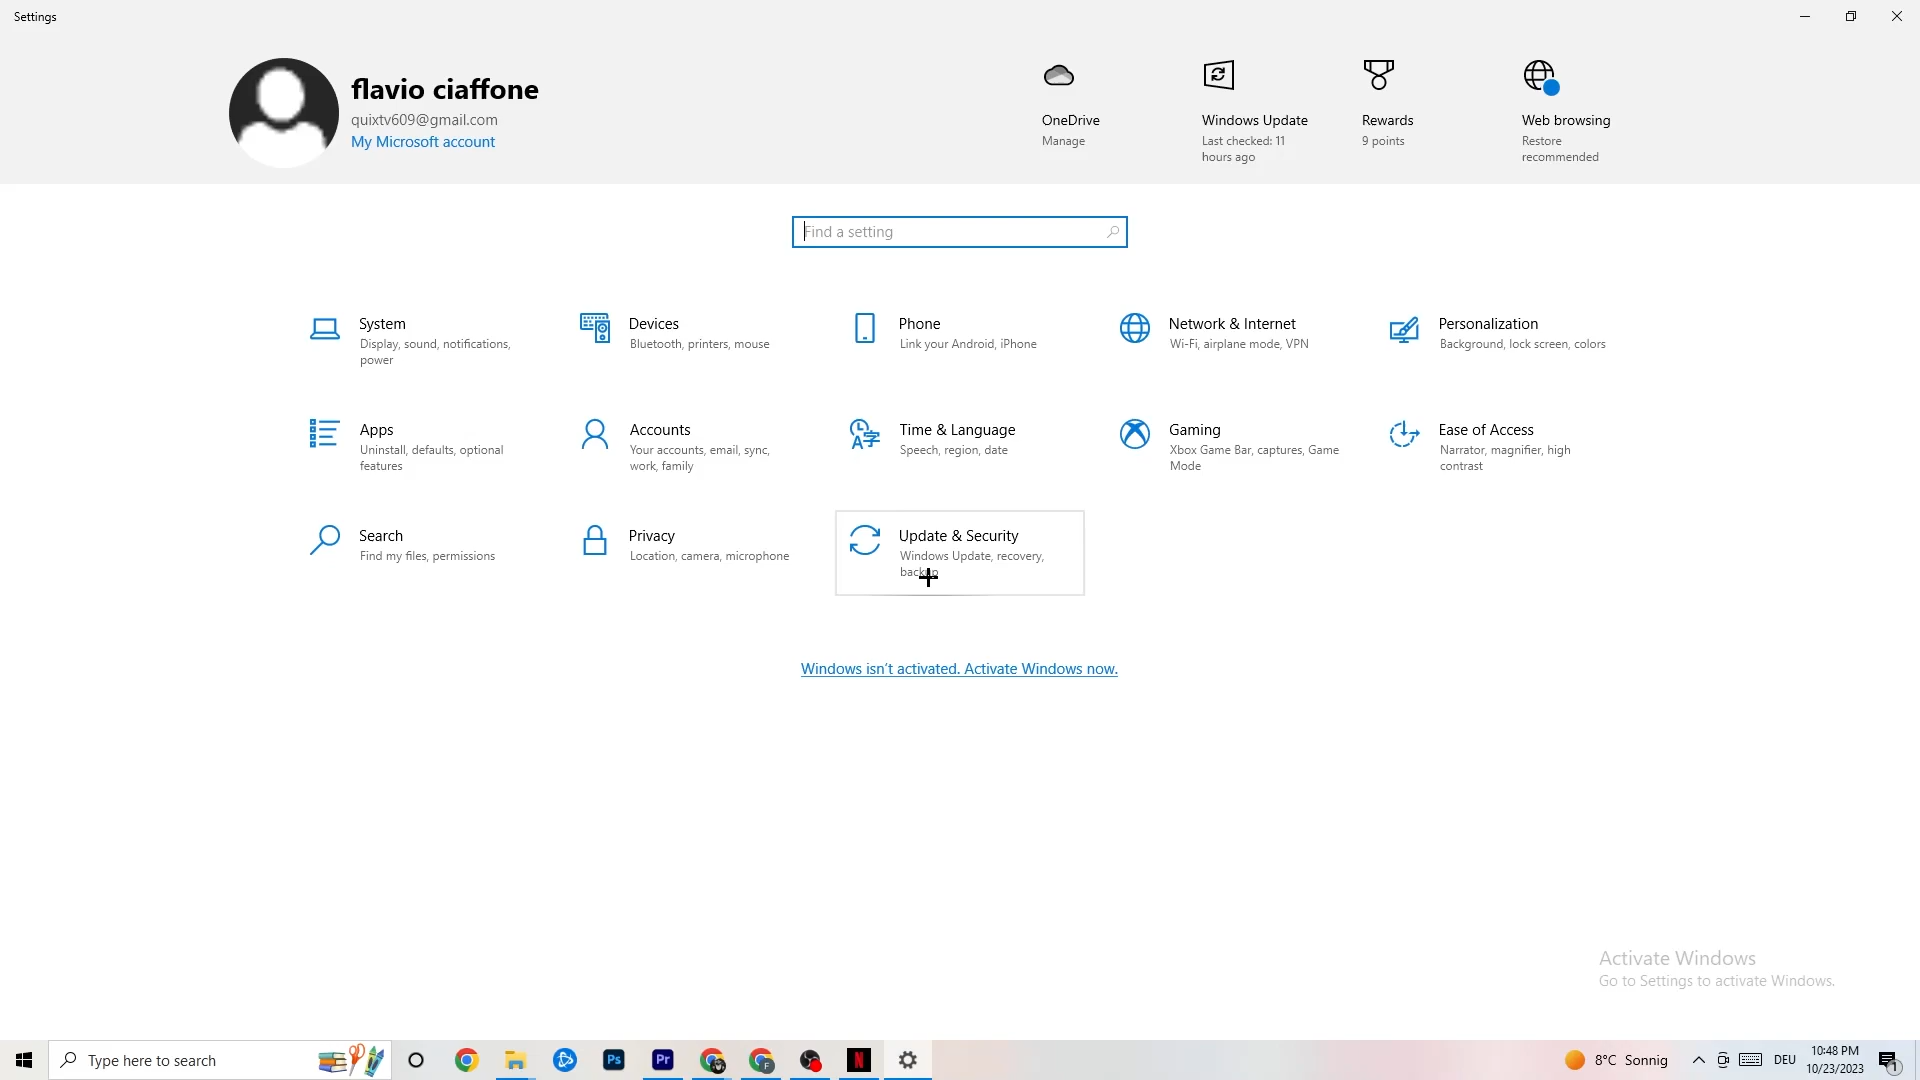 Settings
flavio ciaffone
quixtv609@gmail.com
My Microsoft account
OneDrive
Manage
Windows Update
Last checked: 11
hours ago
Rewards
9 points
Web browsing
Restore
recommended
Find a setting
System
Display, sound, notifications,
power
Devices
Bluetooth, printers, mouse
Phone
Link your Android, iPhone
Network & Internet
Wi-Fi, airplane mode, VPN
Personalization
Background, lock screen, colors
Apps
Uninstall, defaults, optional
features
Accounts
Your accounts, email, sync,
work, family
Time & Language
Speech, region, date
Gaming
Xbox Game Bar, captures, Game
Mode
Ease of Access
Narrator, magnifier, high
contrast
Search
Find my files, permissions
Privacy
Location, camera, microphone
Update & Security
Windows Update, recovery,
backup
Windows isn't activated. Activate Windows now.
Activate Windows
Go to Settings to activate Windows.
Type here to search
Ps
Pr
F
N
8°C Sonnig
DEU
10:48 PM
10/23/2023
1